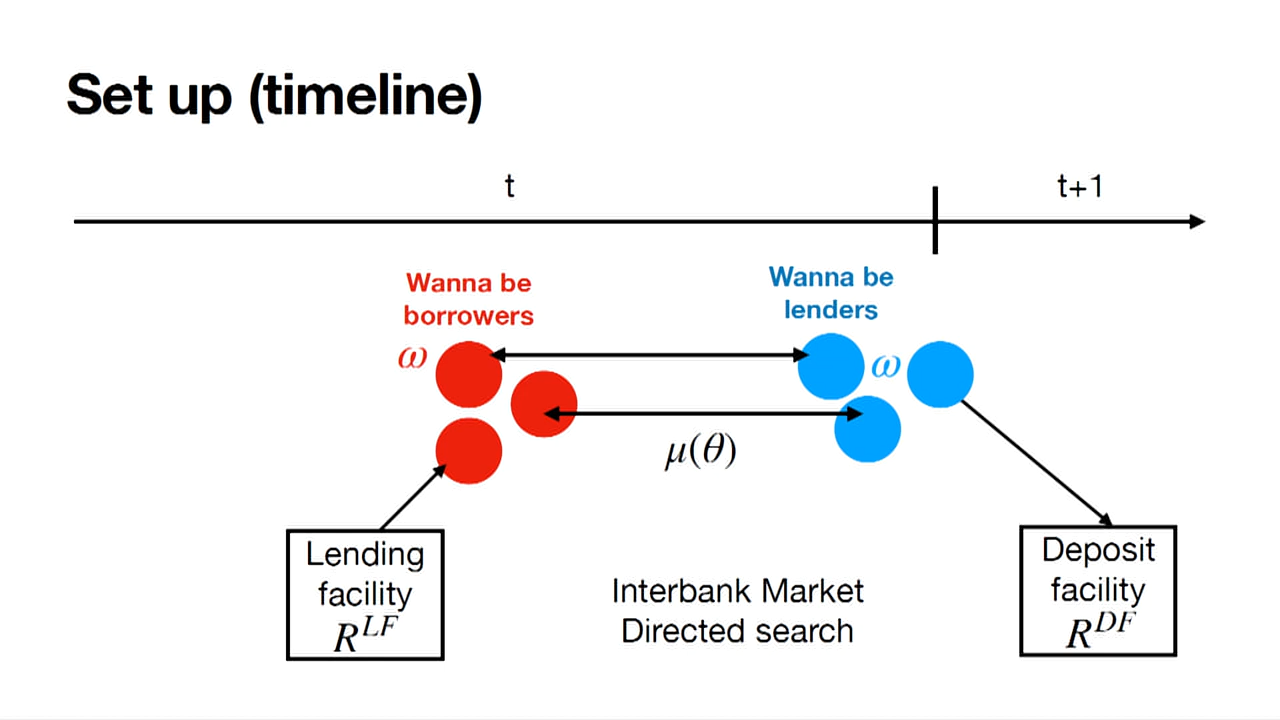 Set up (timeline)
t
t+1
Wanna be
borrowers
Wanna be
lenders
ω
ω
μ(θ)
Lending
facility
R^{LF}
Interbank Market
Directed search
Deposit
facility
R^{DF}